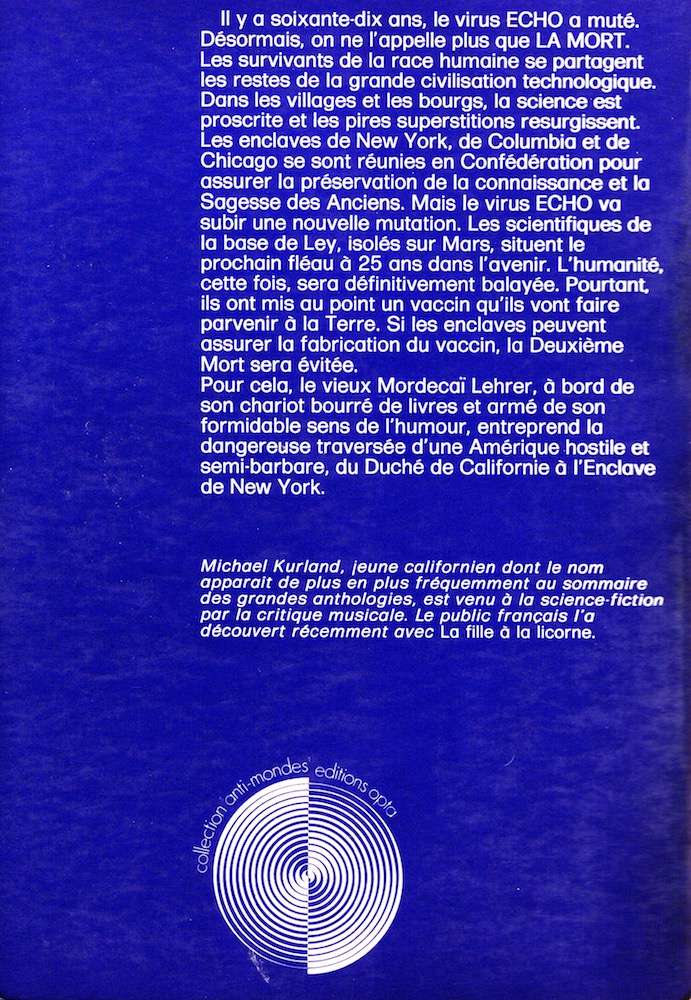 Il y a soixante-dix ans, le virus ECHO a muté.
Désormais, on ne l'appelle plus que LA MORT.
Les survivants de la race humaine se partagent
les restes de la grande civilisation technologique.
Dans les villages et les bourgs, la science est
proscrite et les pires superstitions resurgissent.
Les enclaves de New York, de Columbia et de
Chicago se sont réunies en Confédération pour
assurer la préservation de la connaissance et la
Sagesse des Anciens. Mais le virus ECHO va
subir une nouvelle mutation. Les scientifiques de
la base de Ley, isolés sur Mars, situent le
prochain fléau à 25 ans dans l'avenir. L'humanité,
cette fois, sera définitivement balayée. Pourtant,
ils ont mis au point un vaccin qu'ils vont faire
parvenir à la Terre. Si les enclaves peuvent
assurer la fabrication du vaccin, la Deuxième
Mort sera évitée.
Pour cela, le vieux Mordecaï Lehrer, à bord de
son chariot bourré de livres et armé de son
formidable sens de l'humour, entreprend la
dangereuse traversée d'une Amérique hostile et
semi-barbare, du Duché de Californie à l'Enclave
de New York.
Michael Kurland, jeune californien dont le nom
apparait de plus en plus fréquemment au sommaire
des grandes anthologies, est venu à la science-fiction
par la critique musicale. Le public français l'a
découvert récemment avec La fille à la licorne.
collection "anti-mondes" editions opta